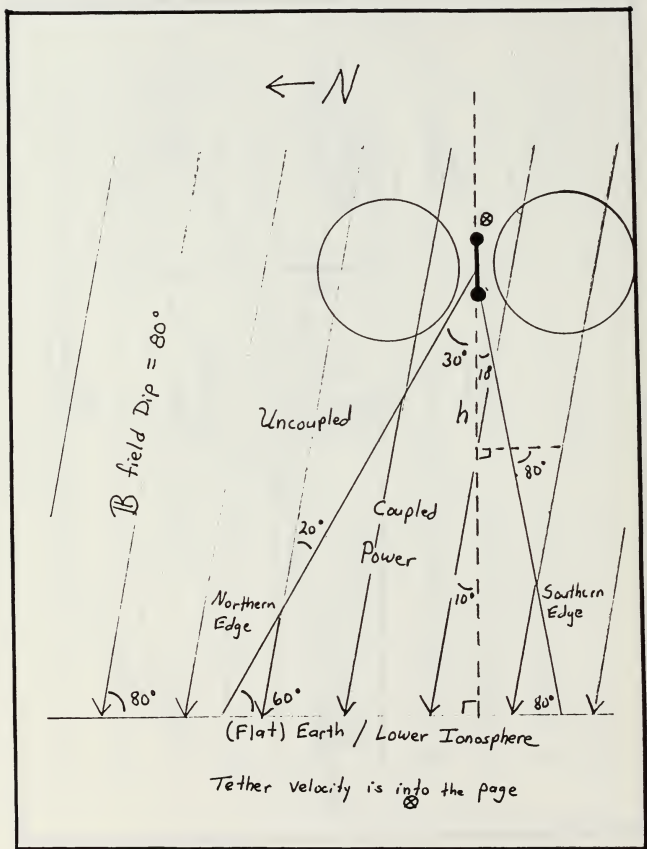 ← N
⊗
30°
10°
h
B field Dip = 80°
Uncoupled
80°
20°
Coupled
Power
Northern
Edge
10°
Southern
Edge
80°
60°
80°
(Flat) Earth / Lower Ionosphere
Tether velocity is into the page
⊗